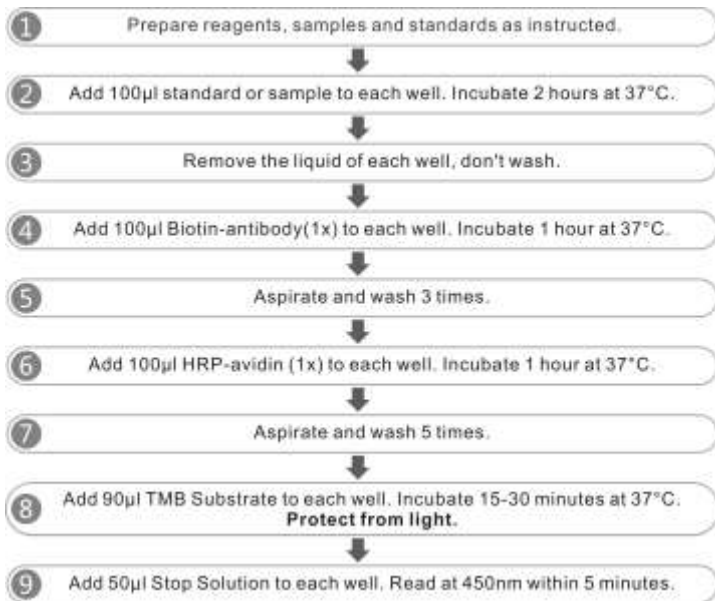 1 Prepare reagents, samples and standards as instructed.
2 Add 100μl standard or sample to each well. Incubate 2 hours at 37°C.
3 Remove the liquid of each well, don't wash.
4 Add 100μl Biotin-antibody(1x) to each well. Incubate 1 hour at 37°C.
5 Aspirate and wash 3 times.
6 Add 100μl HRP-avidin (1x) to each well. Incubate 1 hour at 37°C.
7 Aspirate and wash 5 times.
8 Add 90μl TMB Substrate to each well. Incubate 15-30 minutes at 37°C.
Protect from light.
9 Add 50μl Stop Solution to each well. Read at 450nm within 5 minutes.